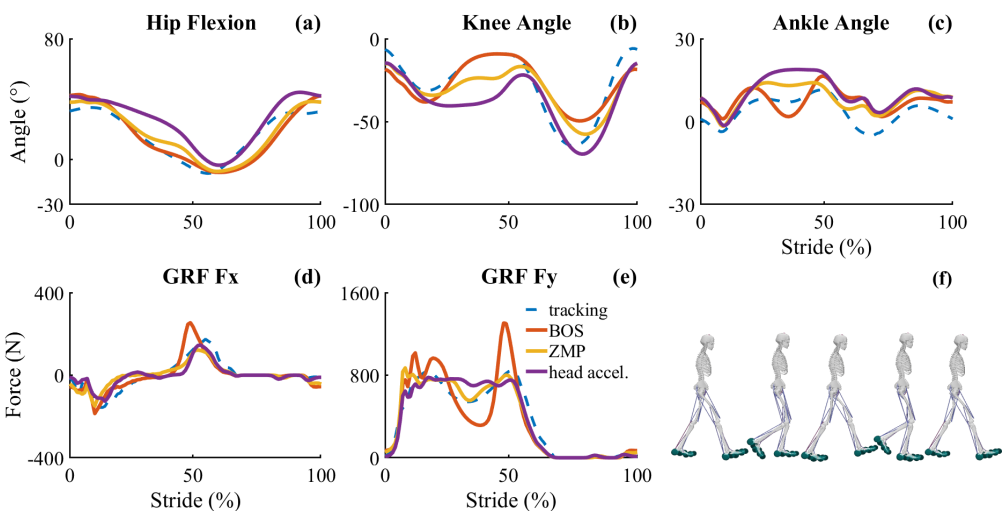 Hip Flexion (a)
Knee Angle (b)
Ankle Angle (c)
Angle (°)
80
0
-30
0 50 100
0
-50
-100
0 50 100
30
0
-30
0 50 100
Stride (%)
GRF Fx (d)
GRF Fy (e)
(f)
Force (N)
400
0
-400
0 50 100
Stride (%)
1600
800
0
0 50 100
Stride (%)
tracking
BOS
ZMP
head accel.